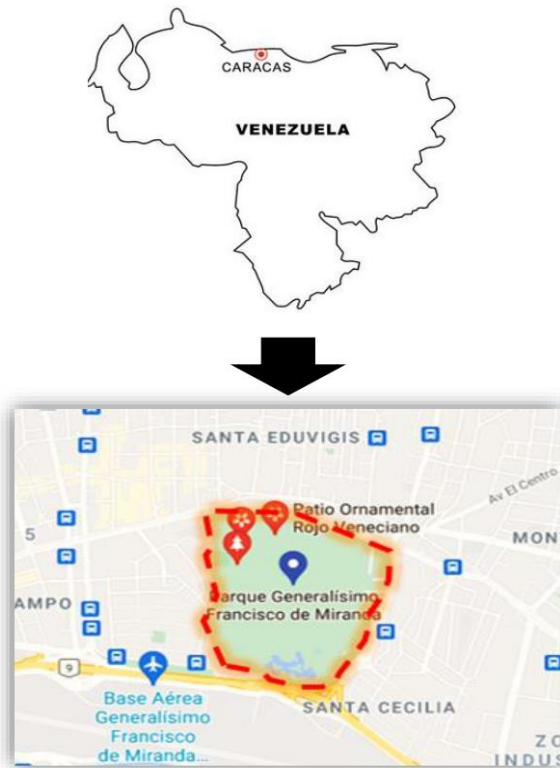 CARACAS
VENEZUELA
SANTA EDUVIGIS
Av El Centro
Patio Ornamental
Rojo Veneciano
5
MON
Parque Generalísimo
Francisco de Miranda
AMPO
9
Base Aérea
Generalísimo
Francisco
de Miranda...
SANTA CECILIA
ZO
INDUS